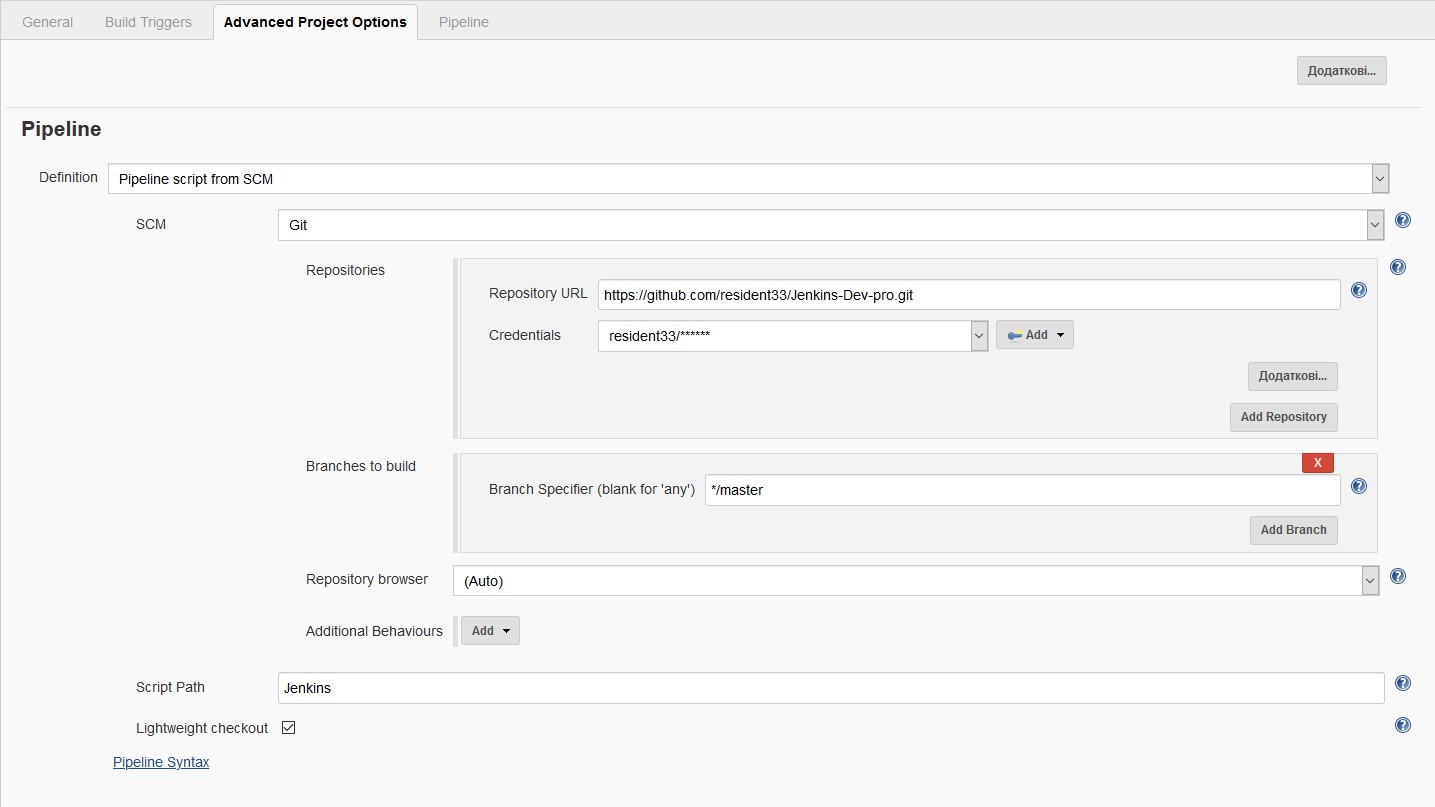 General Build Triggers Advanced Project Options Pipeline
Додаткові...
Pipeline
Definition Pipeline script from SCM
SCM Git
Repositories
Repository URL https://github.com/resident33/Jenkins-Dev-pro.git
Credentials resident33/****** Add
Додаткові...
Add Repository
Branches to build
X
Branch Specifier (blank for 'any') */master
Add Branch
Repository browser (Auto)
Additional Behaviours Add
Script Path Jenkins
Lightweight checkout
Pipeline Syntax